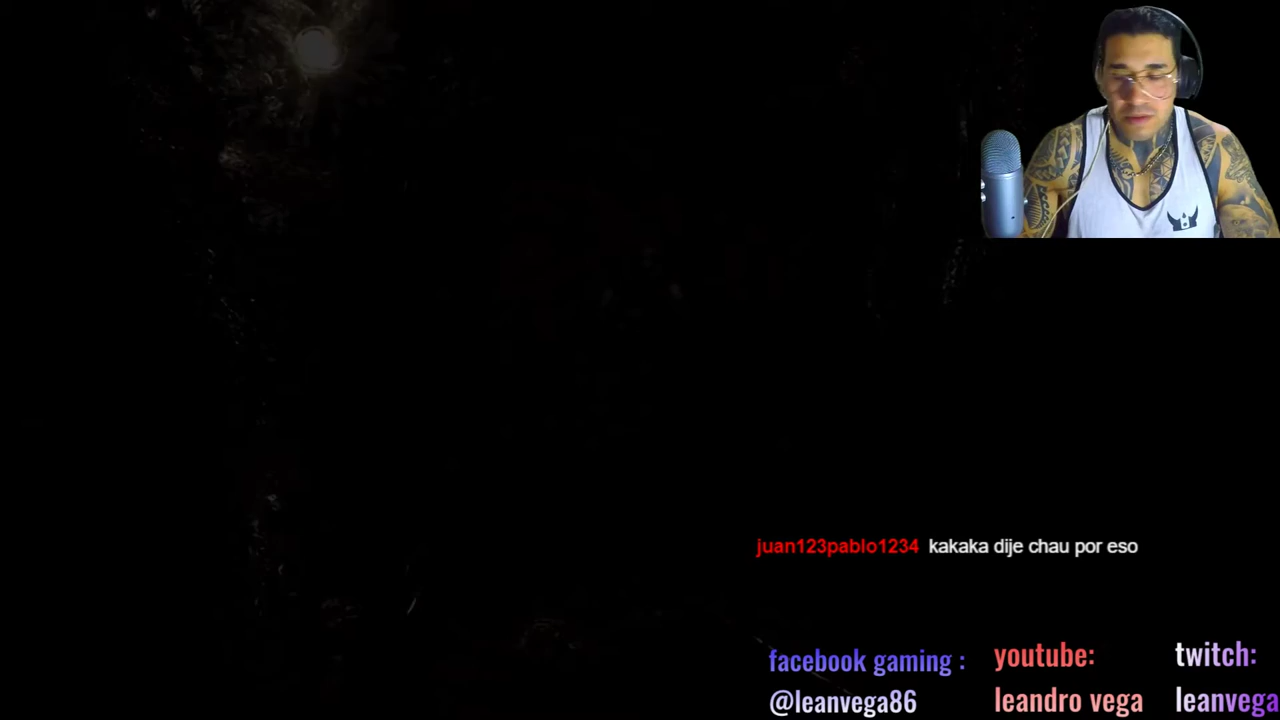 juan123pablo1234 kakaka dije chau por eso
facebook gaming :
@leanvega86
youtube:
leandro vega
twitch:
leanvega